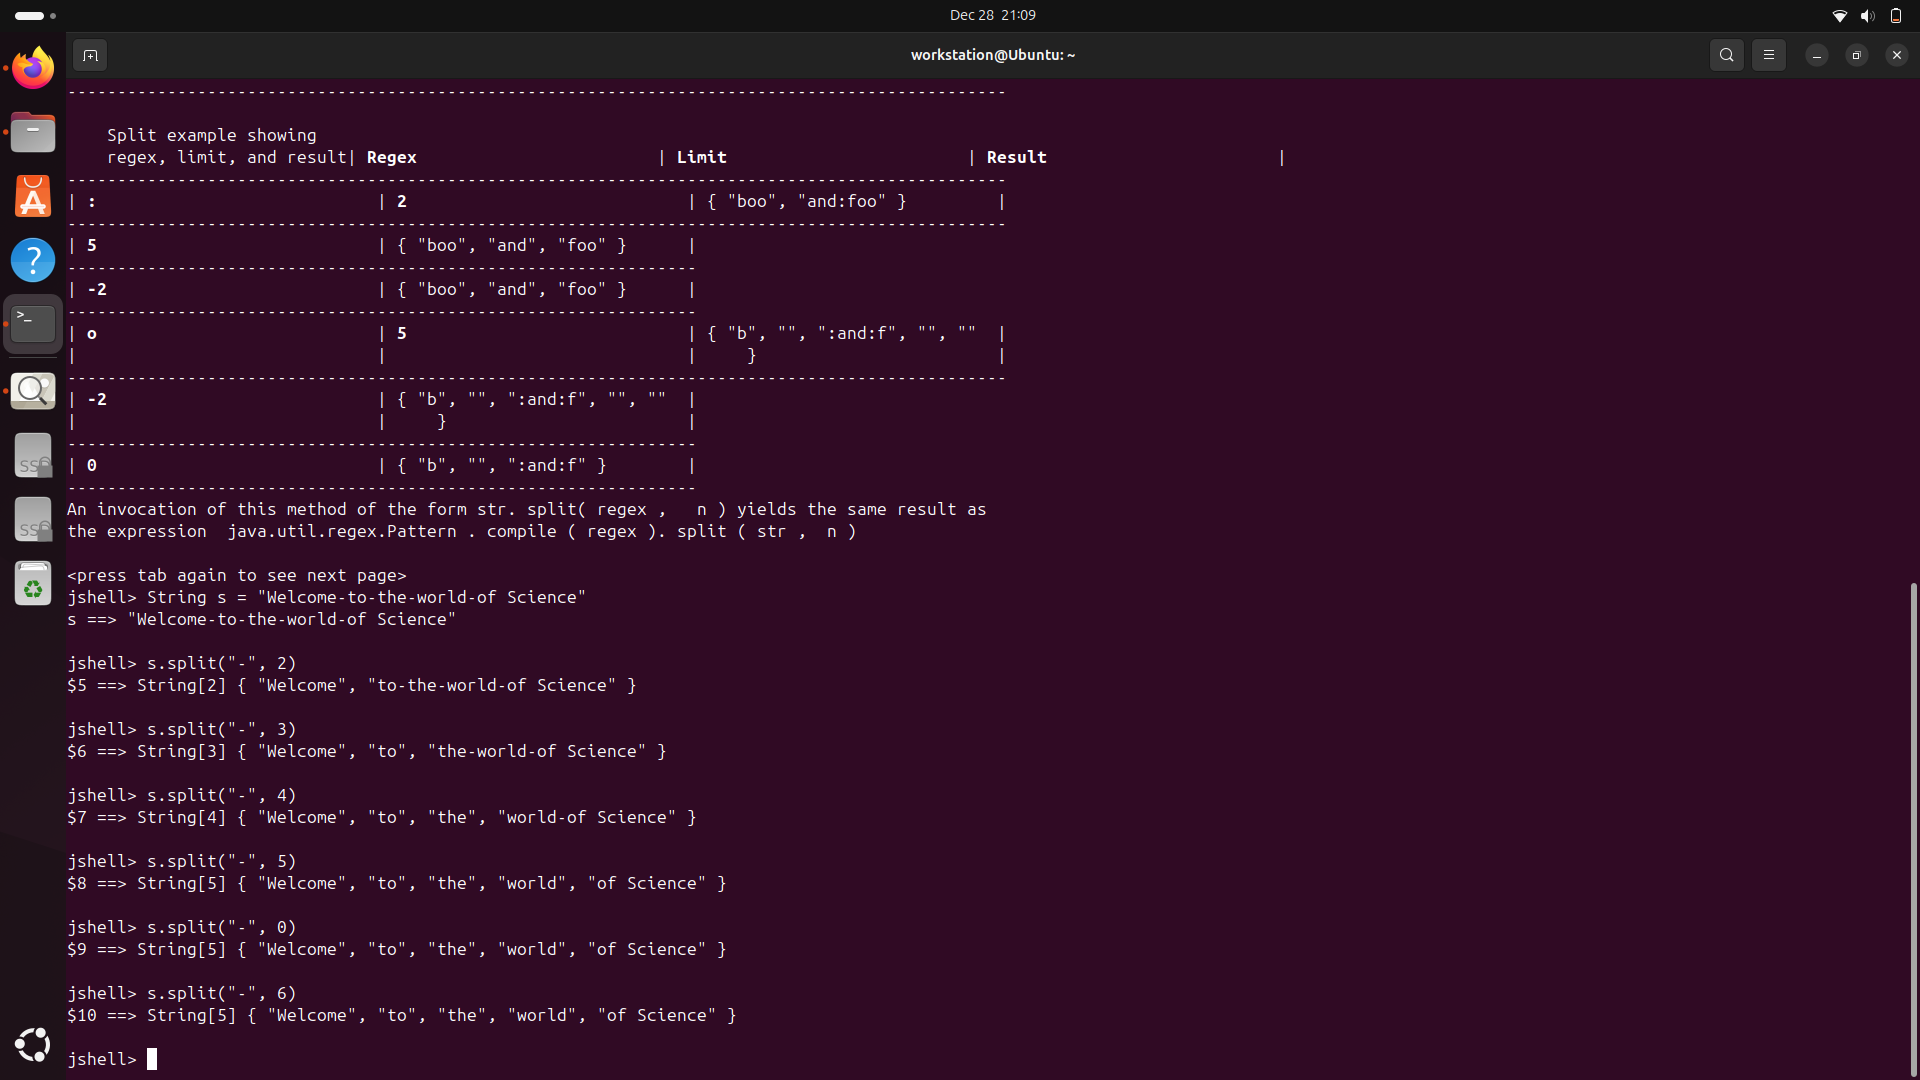 Dec 28 21:09
workstation@Ubuntu: ~
---------------------------------------------------------------------------------------------
Split example showing
regex, limit, and result| Regex | Limit | Result |
---------------------------------------------------------------------------------------------
| : | 2 | { "boo", "and:foo" } |
---------------------------------------------------------------------------------------------
| 5 | { "boo", "and", "foo" } |
--------------------------------------------------------------
| -2 | { "boo", "and", "foo" } |
--------------------------------------------------------------
| o | 5 | { "b", "", ":and:f", "", "" |
| | | } |
---------------------------------------------------------------------------------------------
| -2 | { "b", "", ":and:f", "", "" |
| | } |
--------------------------------------------------------------
| 0 | { "b", "", ":and:f" } |
--------------------------------------------------------------
An invocation of this method of the form str. split( regex ,   n ) yields the same result as
the expression  java.util.regex.Pattern . compile ( regex ). split ( str ,  n )
<press tab again to see next page>
jshell> String s = "Welcome-to-the-world-of Science"
s ==> "Welcome-to-the-world-of Science"
jshell> s.split("-", 2)
$5 ==> String[2] { "Welcome", "to-the-world-of Science" }
jshell> s.split("-", 3)
$6 ==> String[3] { "Welcome", "to", "the-world-of Science" }
jshell> s.split("-", 4)
$7 ==> String[4] { "Welcome", "to", "the", "world-of Science" }
jshell> s.split("-", 5)
$8 ==> String[5] { "Welcome", "to", "the", "world", "of Science" }
jshell> s.split("-", 0)
$9 ==> String[5] { "Welcome", "to", "the", "world", "of Science" }
jshell> s.split("-", 6)
$10 ==> String[5] { "Welcome", "to", "the", "world", "of Science" }
jshell>